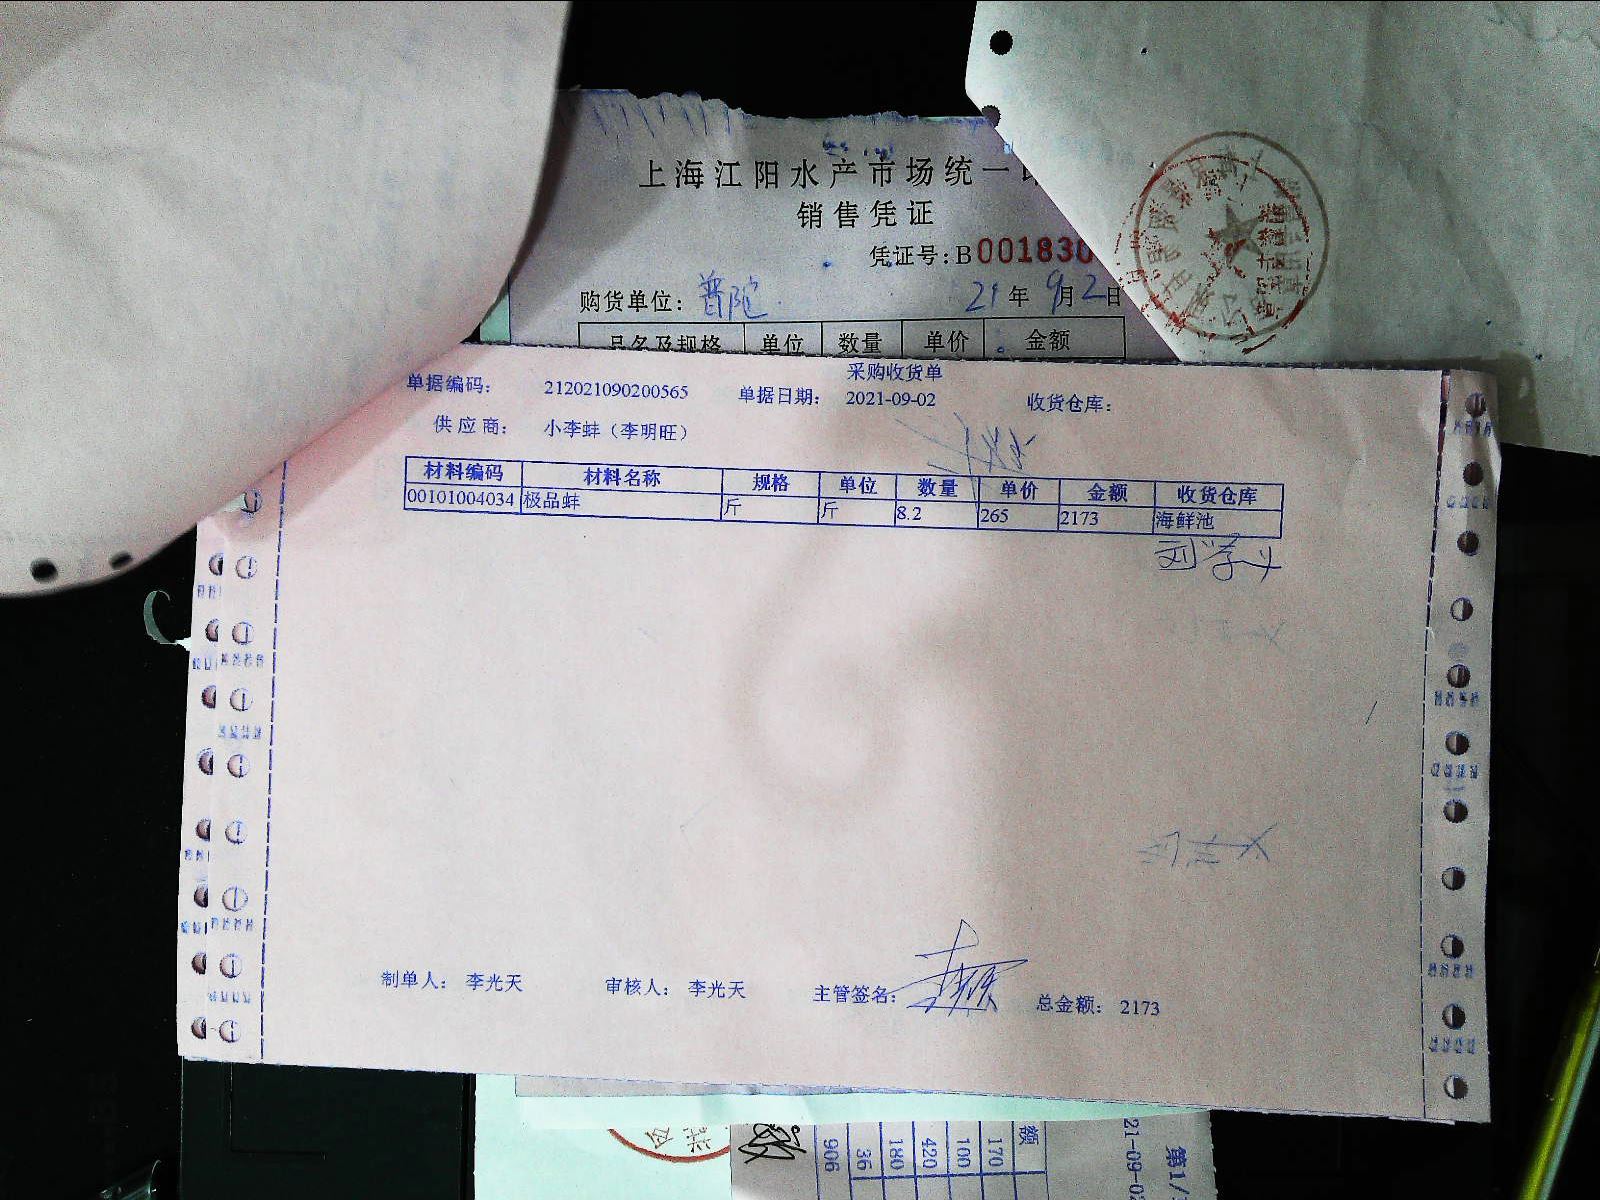 上海江阳水产市场统一
销售凭证
凭证号:B00183
购货单位: 普陀 21年9月2日
品名及规格 单位 数量 单价 金额
采购收货单
单据编码: 212021090200565 单据日期: 2021-09-02 收货仓库:
供应商: 小李蚌（李明旺）
材料编码 材料名称 规格 单位 数量 单价 金额 收货仓库
00101004034 极品蚌 斤 斤 8.2 265 2173 海鲜池
刘学义
制单人: 李光天 审核人: 李光天 主管签名: 总金额: 2173
906 36 180 420 100 170 额
21-09-02
第1/